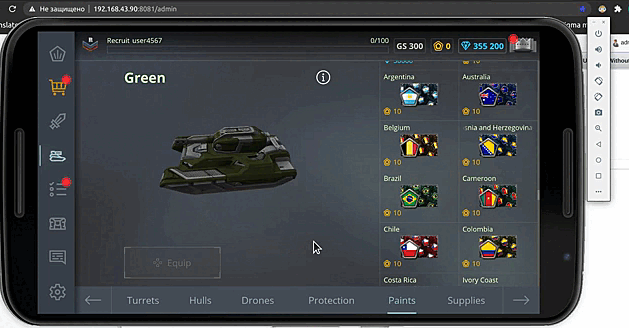 Не защищено | 192.168.43.90:8081/admin
Recruit user4567
0/100
GS 300
0
355 200
Green
Argentina
Australia
10
10
Belgium
snia and Herzegovina
10
10
Brazil
Cameroon
10
10
Chile
Colombia
10
10
Costa Rica
Ivory Coast
Equip
Turrets
Hulls
Drones
Protection
Paints
Supplies